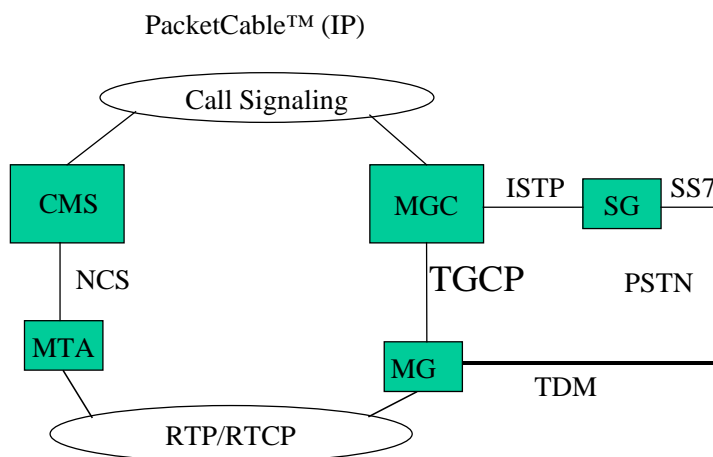 PacketCable™ (IP)
Call Signaling
CMS
MGC
ISTP
SG
SS7
NCS
TGCP
PSTN
MTA
MG
TDM
RTP/RTCP